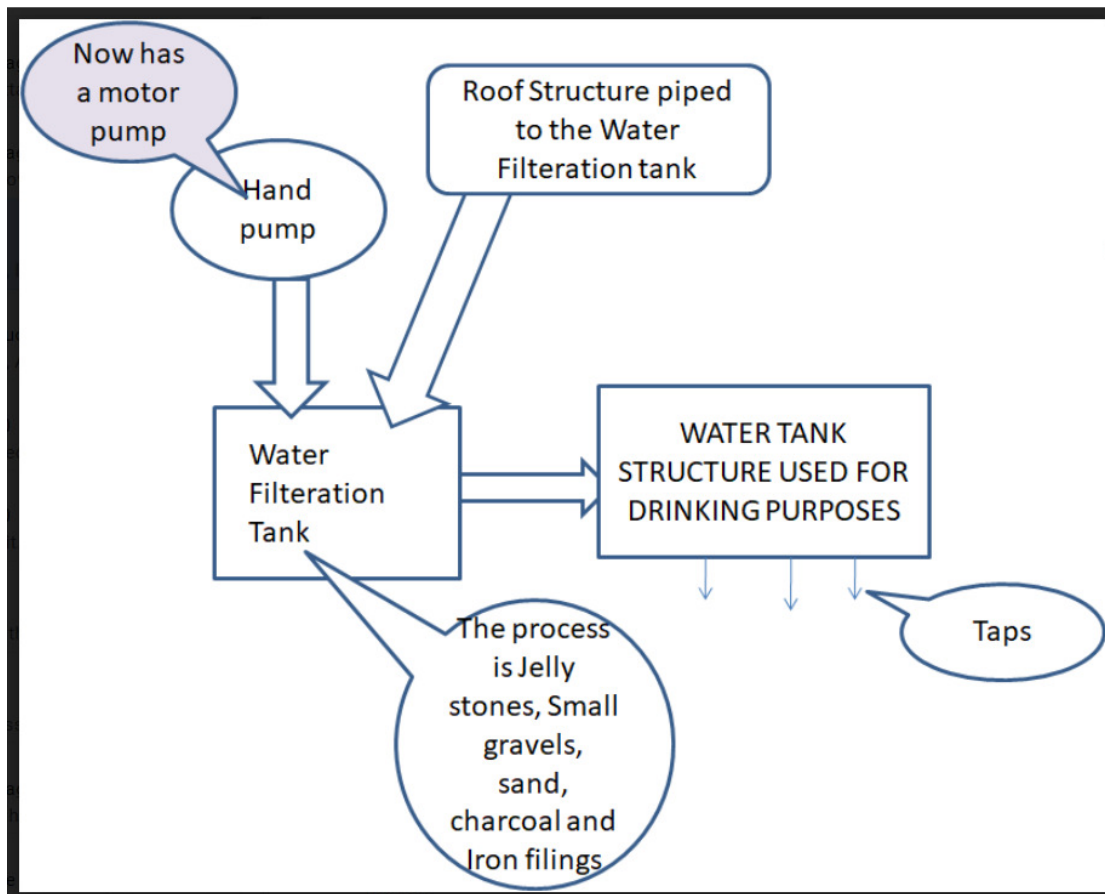 Now has
a motor
pump
Hand
pump
Roof Structure piped
to the Water
Filteration tank
Water
Filteration
Tank
WATER TANK
STRUCTURE USED FOR
DRINKING PURPOSES
Taps
The process
is Jelly
stones, Small
gravels,
sand,
charcoal and
Iron filings